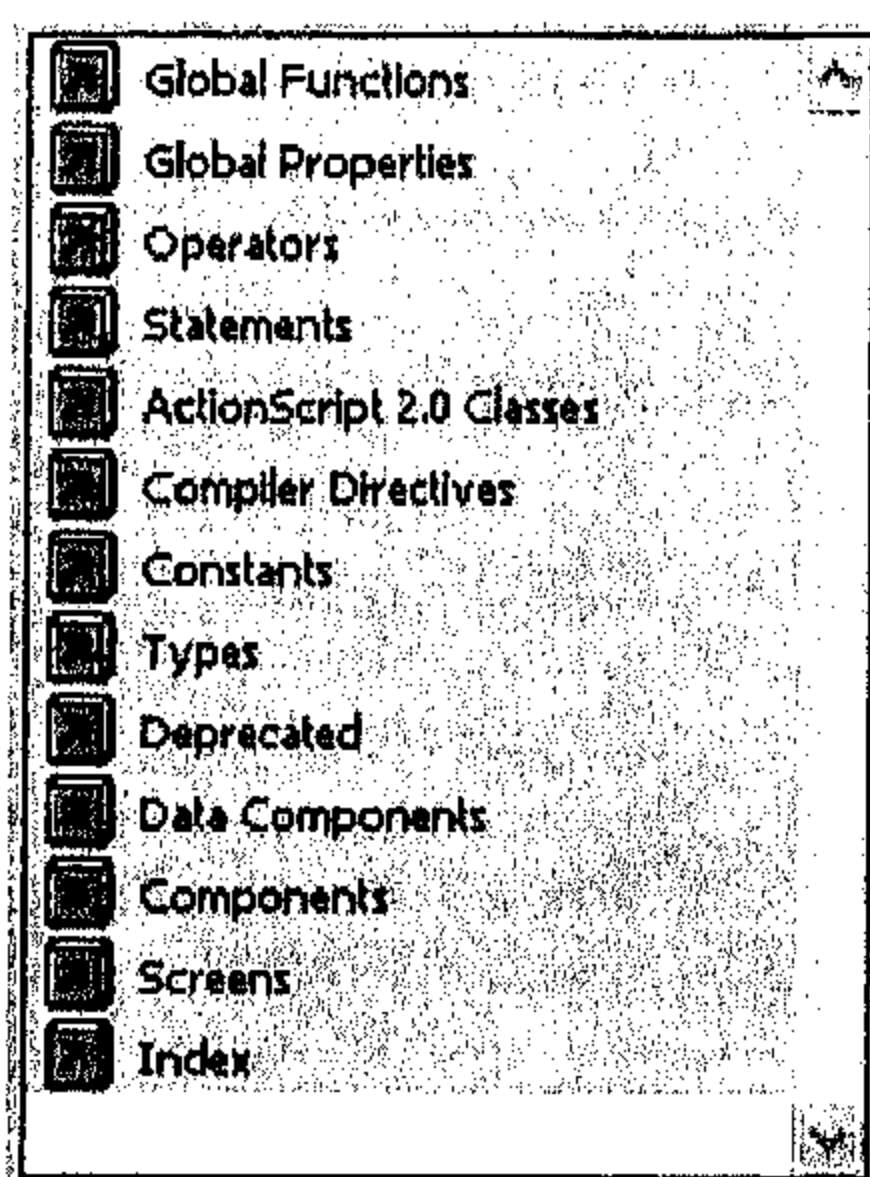 Global Functions
Global Properties
Operators
Statements
ActionScript 2.0 Classes
Compiler Directives
Constants
Types
Deprecated
Data Components
Components
Screens
Index